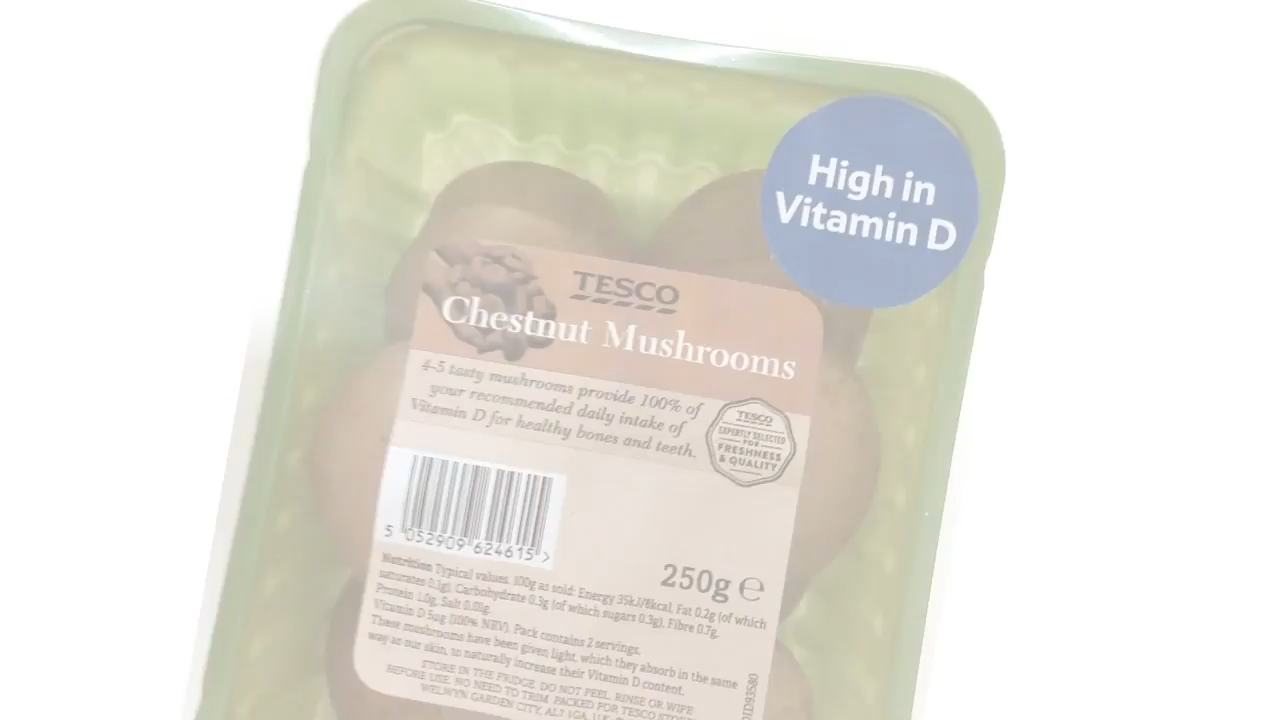 High in
Vitamin D
TESCO
Chestnut Mushrooms
4-5 tasty mushrooms provide 100% of
your recommended daily intake of
Vitamin D for healthy bones and teeth.
TESCO
EXPERTLY SELECTED
FOR
FRESHNESS
& QUALITY
5 052909 624615 >
250g ℮
Nutrition Typical values. 100g as sold: Energy 35kJ/8kcal, Fat 0.2g (of which
saturates 0.1g), Carbohydrate 0.3g (of which sugars 0.3g), Fibre 0.7g,
Protein 1.0g, Salt 0.01g.
Vitamin D 5µg (100% NRV). Pack contains 2 servings.
These mushrooms have been given light, which they absorb in the same
way as our skin, to naturally increase their Vitamin D content.
STORE IN THE FRIDGE. DO NOT PEEL. RINSE OR WIPE
BEFORE USE. NO NEED TO TRIM. PACKED FOR TESCO STORES
WELWYN GARDEN CITY, AL7 1GA, U.K.